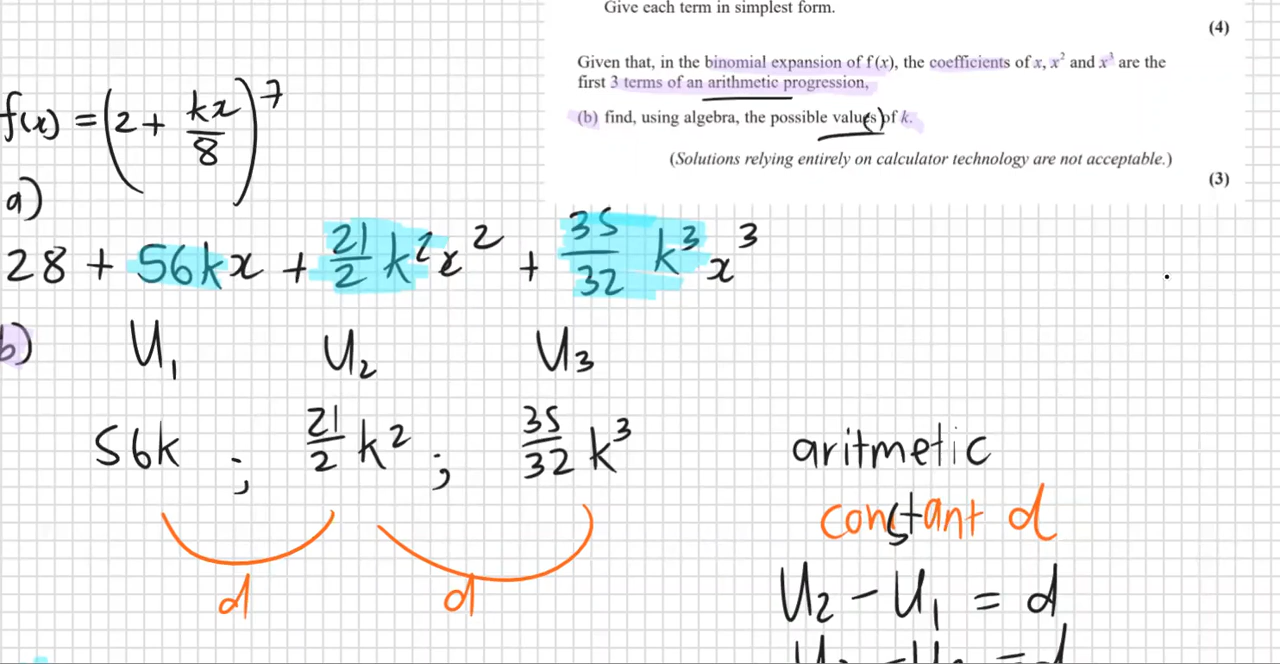 Give each term in simplest form.
(4)
Given that, in the binomial expansion of f(x), the coefficients of x, x² and x³ are the
first 3 terms of an arithmetic progression,
(b) find, using algebra, the possible values of k.
(Solutions relying entirely on calculator technology are not acceptable.)
(3)
f(x) = (2 + kx/8)^7
a)
28 + 56kx + 21/2 k²x² + 35/32 k³x³
b) U₁ U₂ U₃
56k ; 21/2 k² ; 35/32 k³
d d
aritmetic
constant d
U₂ − U₁ = d